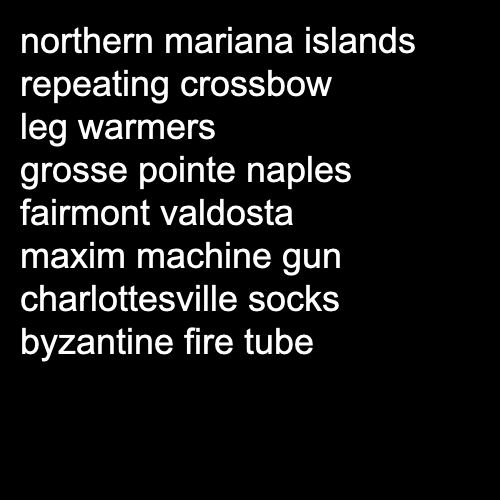 northern mariana islands
repeating crossbow
leg warmers
grosse pointe naples
fairmont valdosta
maxim machine gun
charlottesville socks
byzantine fire tube